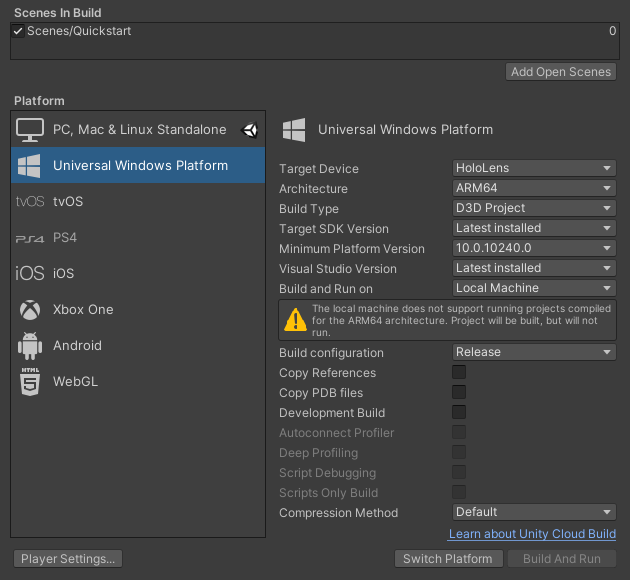 Scenes In Build
Scenes/Quickstart 0
Add Open Scenes
Platform
PC, Mac & Linux Standalone
Universal Windows Platform
tvOS tvOS
PS4 PS4
iOS iOS
Xbox One
Android
HTML 5 WebGL
Universal Windows Platform
Target Device HoloLens
Architecture ARM64
Build Type D3D Project
Target SDK Version Latest installed
Minimum Platform Version 10.0.10240.0
Visual Studio Version Latest installed
Build and Run on Local Machine
The local machine does not support running projects compiled
for the ARM64 architecture. Project will be built, but will not
run.
Build configuration Release
Copy References
Copy PDB files
Development Build
Autoconnect Profiler
Deep Profiling
Script Debugging
Scripts Only Build
Compression Method Default
Learn about Unity Cloud Build
Player Settings... Switch Platform Build And Run